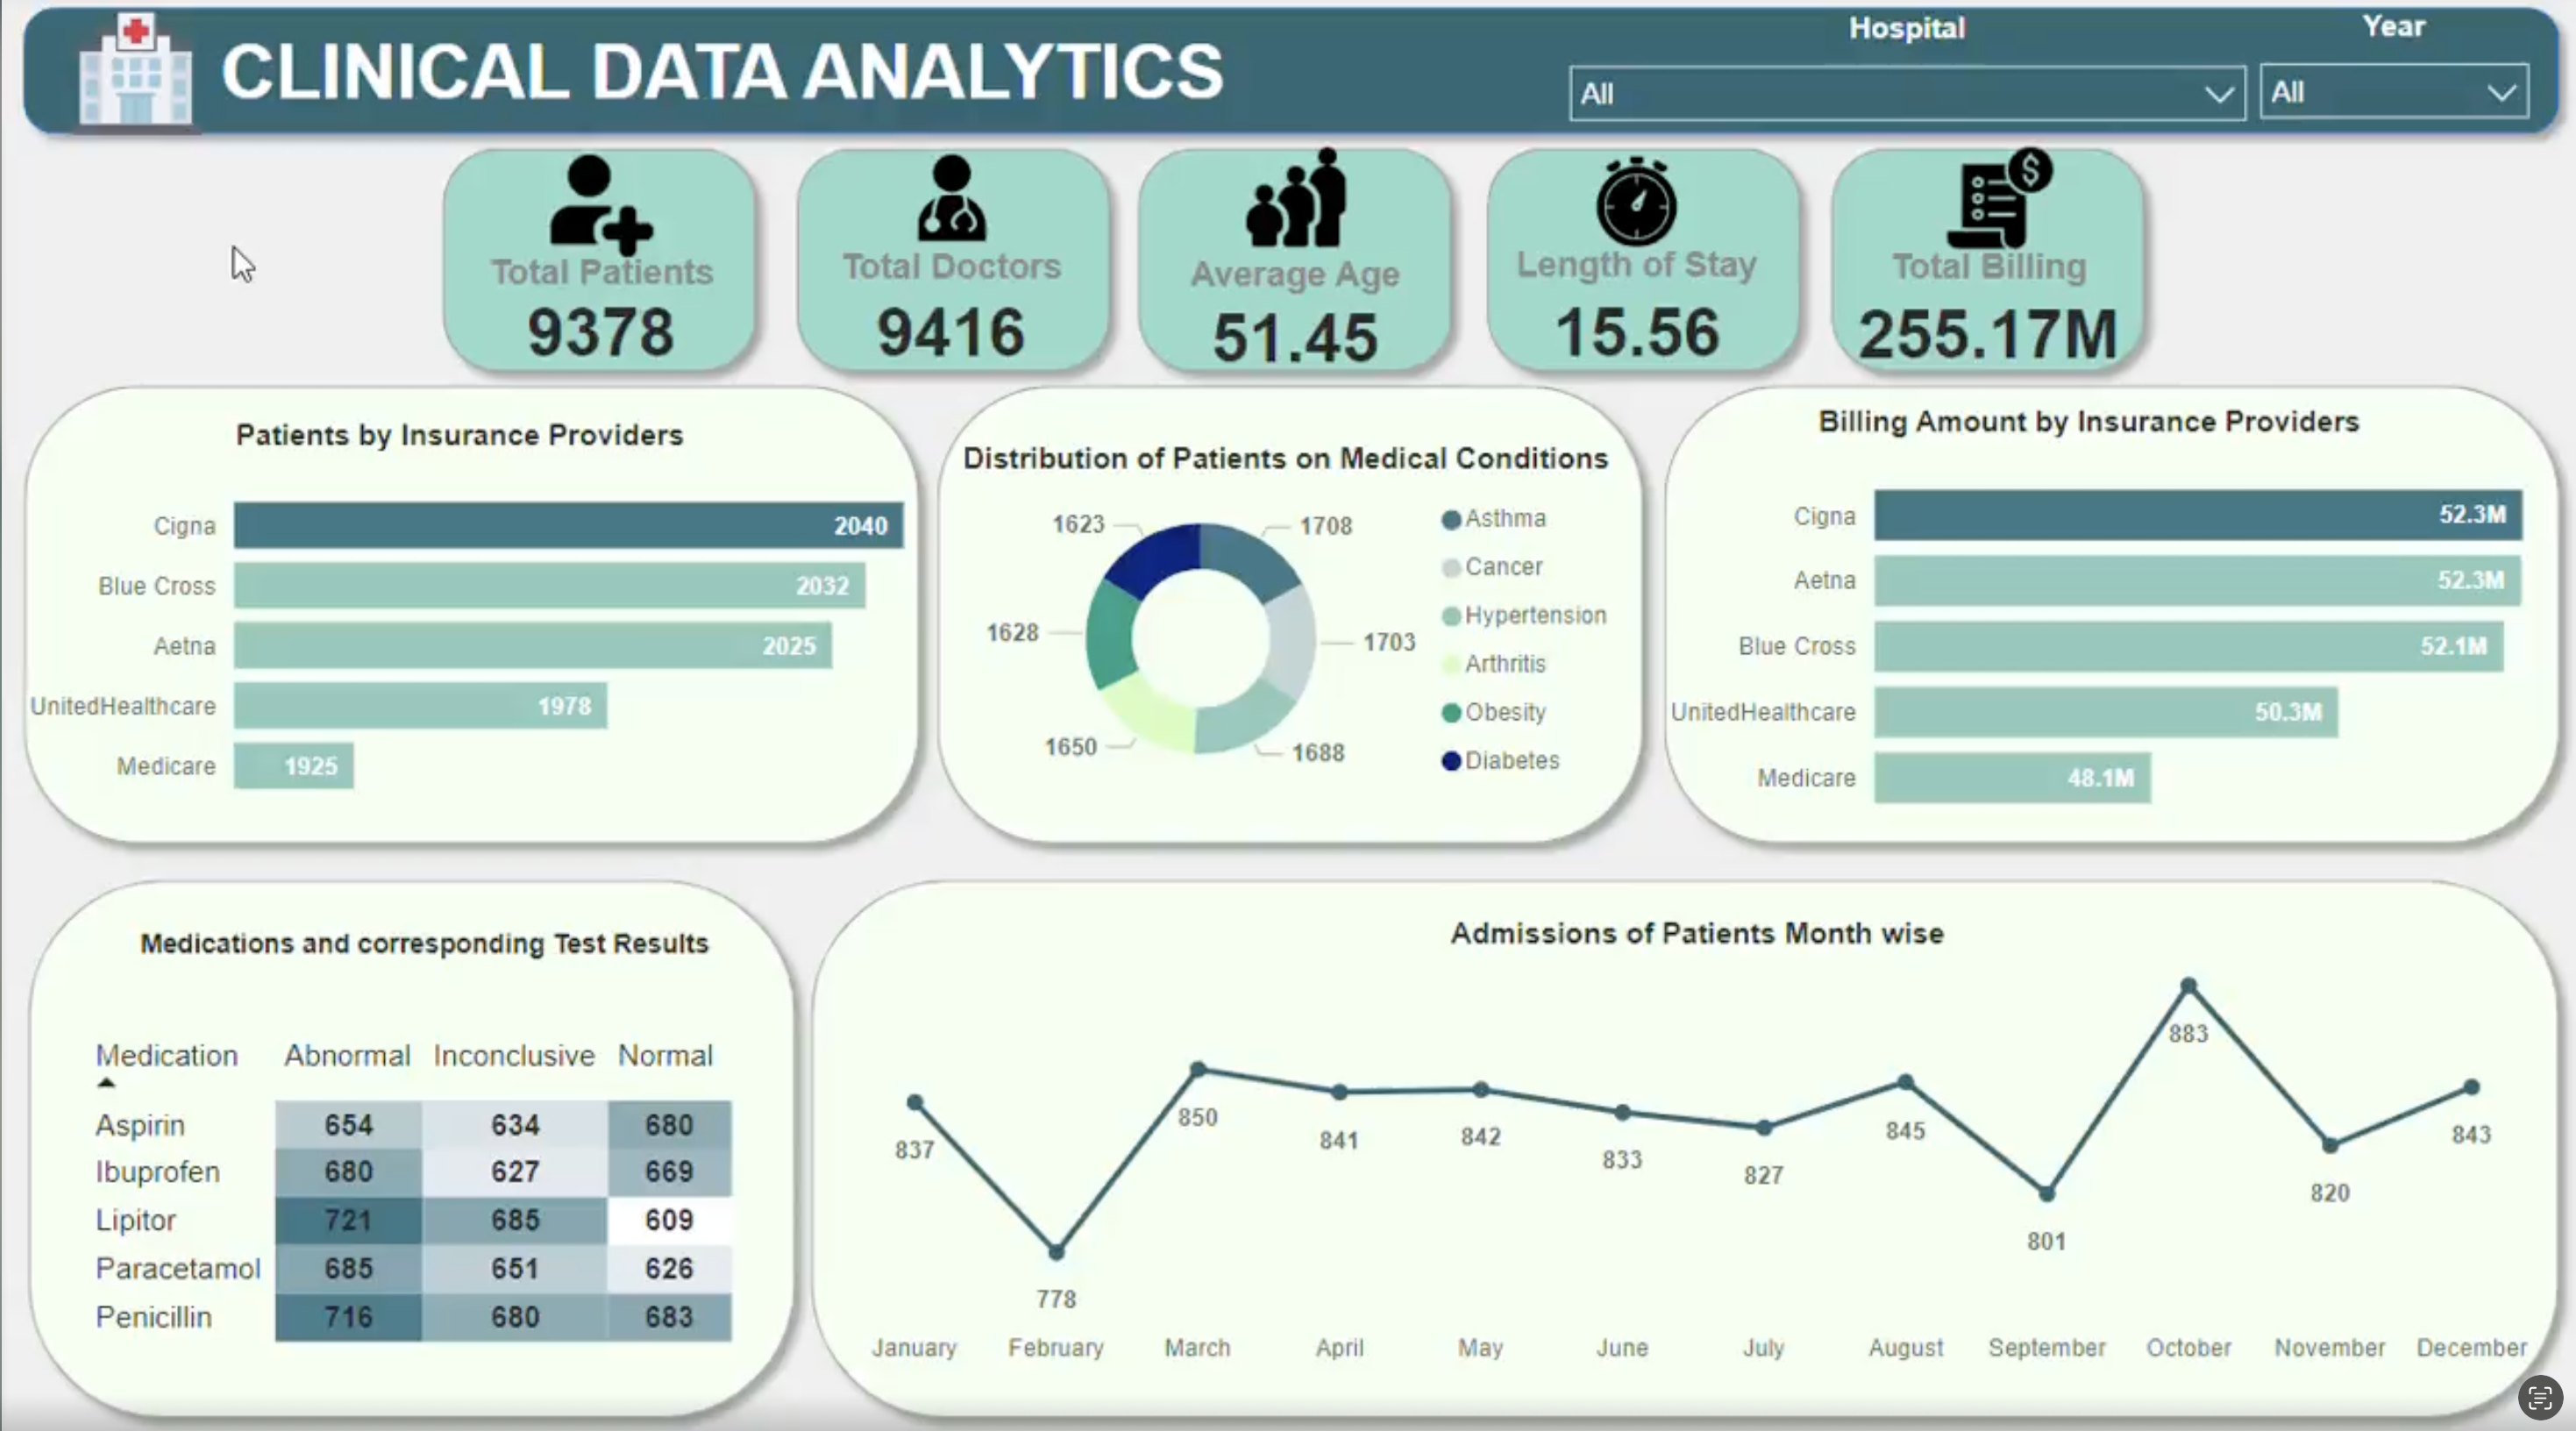 CLINICAL DATA ANALYTICS
Hospital
All
Year
All
Total Patients
9378
Total Doctors
9416
Average Age
51.45
Length of Stay
15.56
$
Total Billing
255.17M
Patients by Insurance Providers
Cigna 2040
Blue Cross 2032
Aetna 2025
UnitedHealthcare 1978
Medicare 1925
Distribution of Patients on Medical Conditions
1623
1708
1628
1703
1650
1688
Asthma
Cancer
Hypertension
Arthritis
Obesity
Diabetes
Billing Amount by Insurance Providers
Cigna 52.3M
Aetna 52.3M
Blue Cross 52.1M
UnitedHealthcare 50.3M
Medicare 48.1M
Medications and corresponding Test Results
Medication Abnormal Inconclusive Normal
Aspirin 654 634 680
Ibuprofen 680 627 669
Lipitor 721 685 609
Paracetamol 685 651 626
Penicillin 716 680 683
Admissions of Patients Month wise
837 778 850 841 842 833 827 845 801 883 820 843
January February March April May June July August September October November December